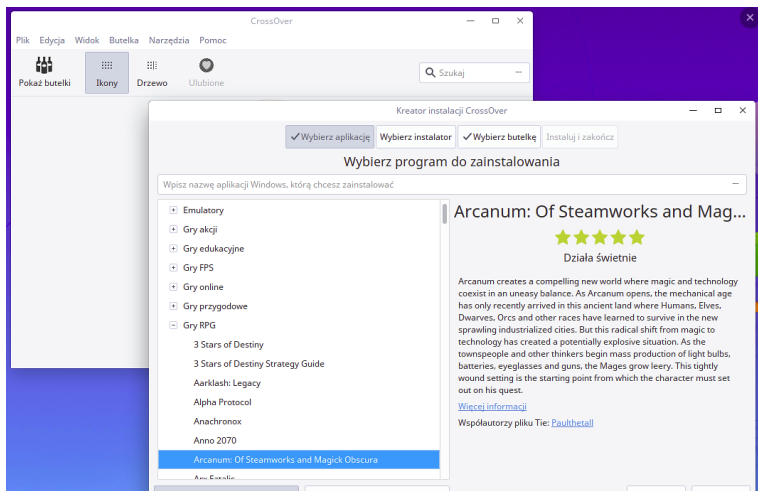 CrossOver
Plik Edycja Widok Butelka Narzędzia Pomoc
Pokaż butelki Ikony Drzewo Ulubione
Szukaj
Kreator instalacji CrossOver
Wybierz aplikację Wybierz instalator Wybierz butelkę Instaluj i zakończ
Wybierz program do zainstalowania
Wpisz nazwę aplikacji Windows, którą chcesz zainstalować
Emulatory
Gry akcji
Gry edukacyjne
Gry FPS
Gry online
Gry przygodowe
Gry RPG
3 Stars of Destiny
3 Stars of Destiny Strategy Guide
Aarklash: Legacy
Alpha Protocol
Anachronox
Anno 2070
Arcanum: Of Steamworks and Magick Obscura
Arx Fatalis
Arcanum: Of Steamworks and Mag...
Działa świetnie
Arcanum creates a compelling new world where magic and technology
coexist in an uneasy balance. As Arcanum opens, the mechanical age
has only recently arrived in this ancient land where Humans, Elves,
Dwarves, Orcs and other races have learned to survive in the new
sprawling industrialized cities. But this radical shift from magic to
technology has created a potentially explosive situation. As the
townspeople and other thinkers begin mass production of light bulbs,
batteries, eyeglasses and guns, the Mages grow leery. This tightly
wound setting is the starting point from which the character must set
out on his quest.
Więcej informacji
Współautorzy pliku Tie: Paulthetall